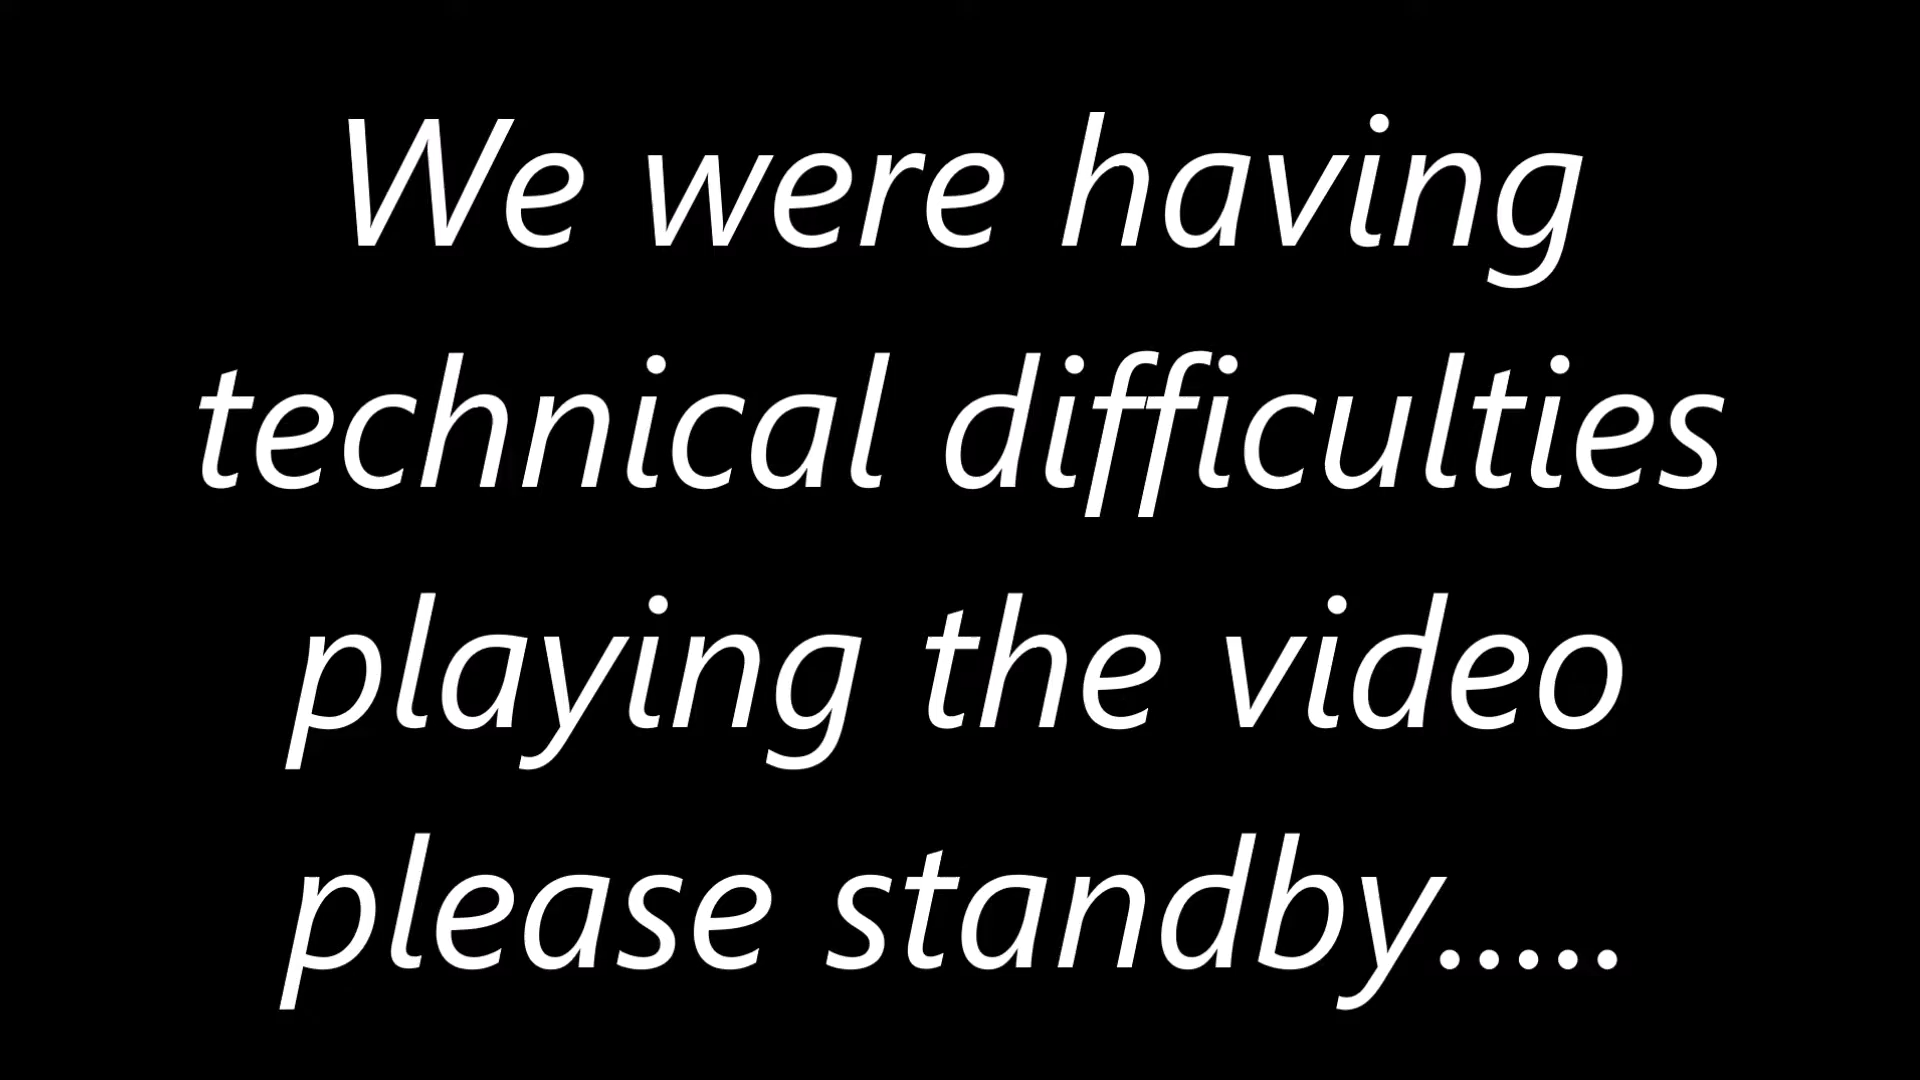 We were having
technical difficulties
playing the video
please standby.....